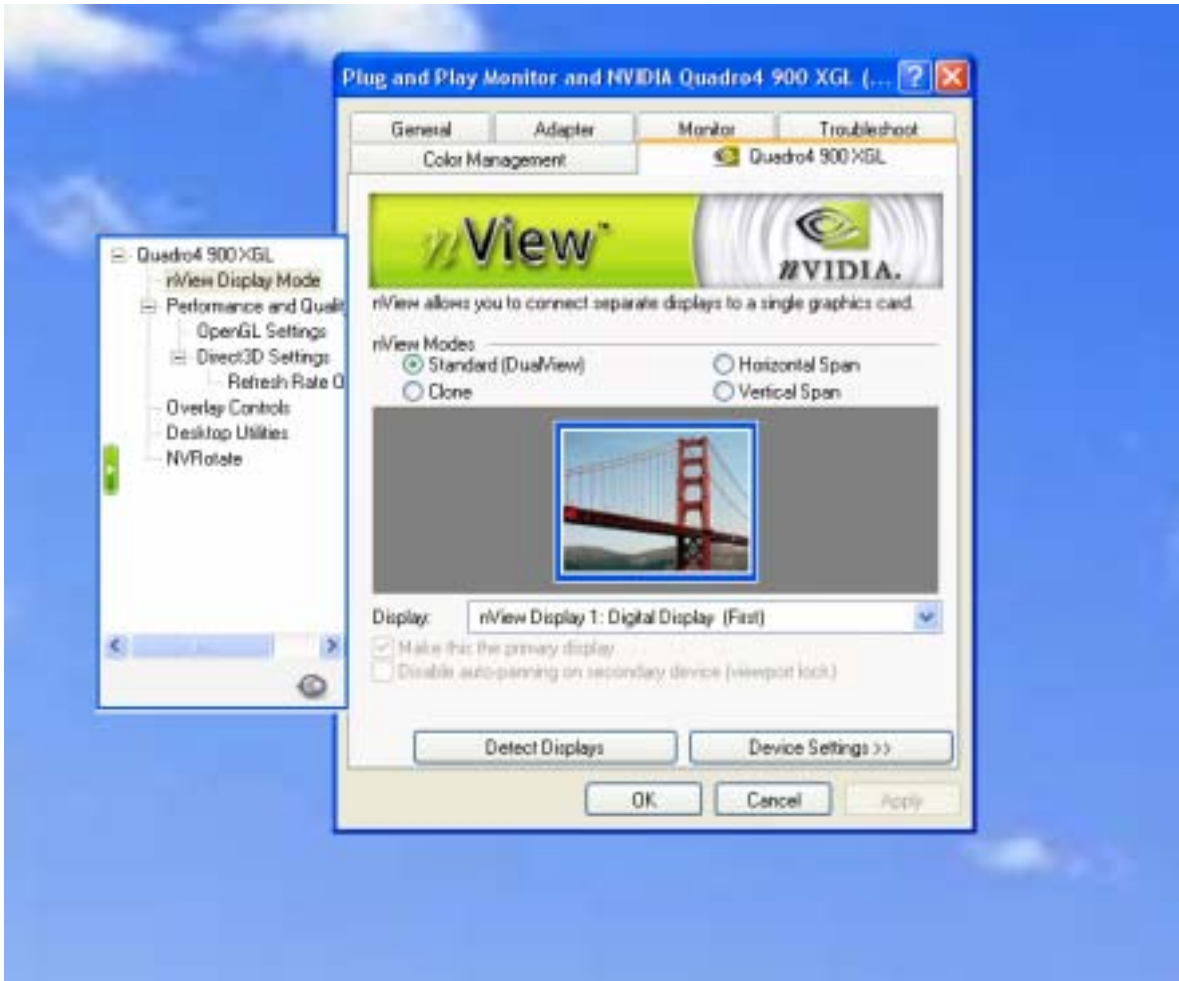 Plug and Play Monitor and NVIDIA Quadro4 900 XGL (...
General Adapter Monitor Troubleshoot
Color Management Quadro4 900 XGL
nView™ nVIDIA.
nView allows you to connect separate displays to a single graphics card.
nView Modes
Standard (DualView) Horizontal Span
Clone Vertical Span
Display: nView Display 1: Digital Display (First)
Make this the primary display
Disable auto-panning on secondary device (viewport lock)
Detect Displays Device Settings >>
OK Cancel Apply
Quadro4 900 XGL
nView Display Mode
Performance and Qualit
OpenGL Settings
Direct3D Settings
Refresh Rate O
Overlay Controls
Desktop Utilities
NVRotate